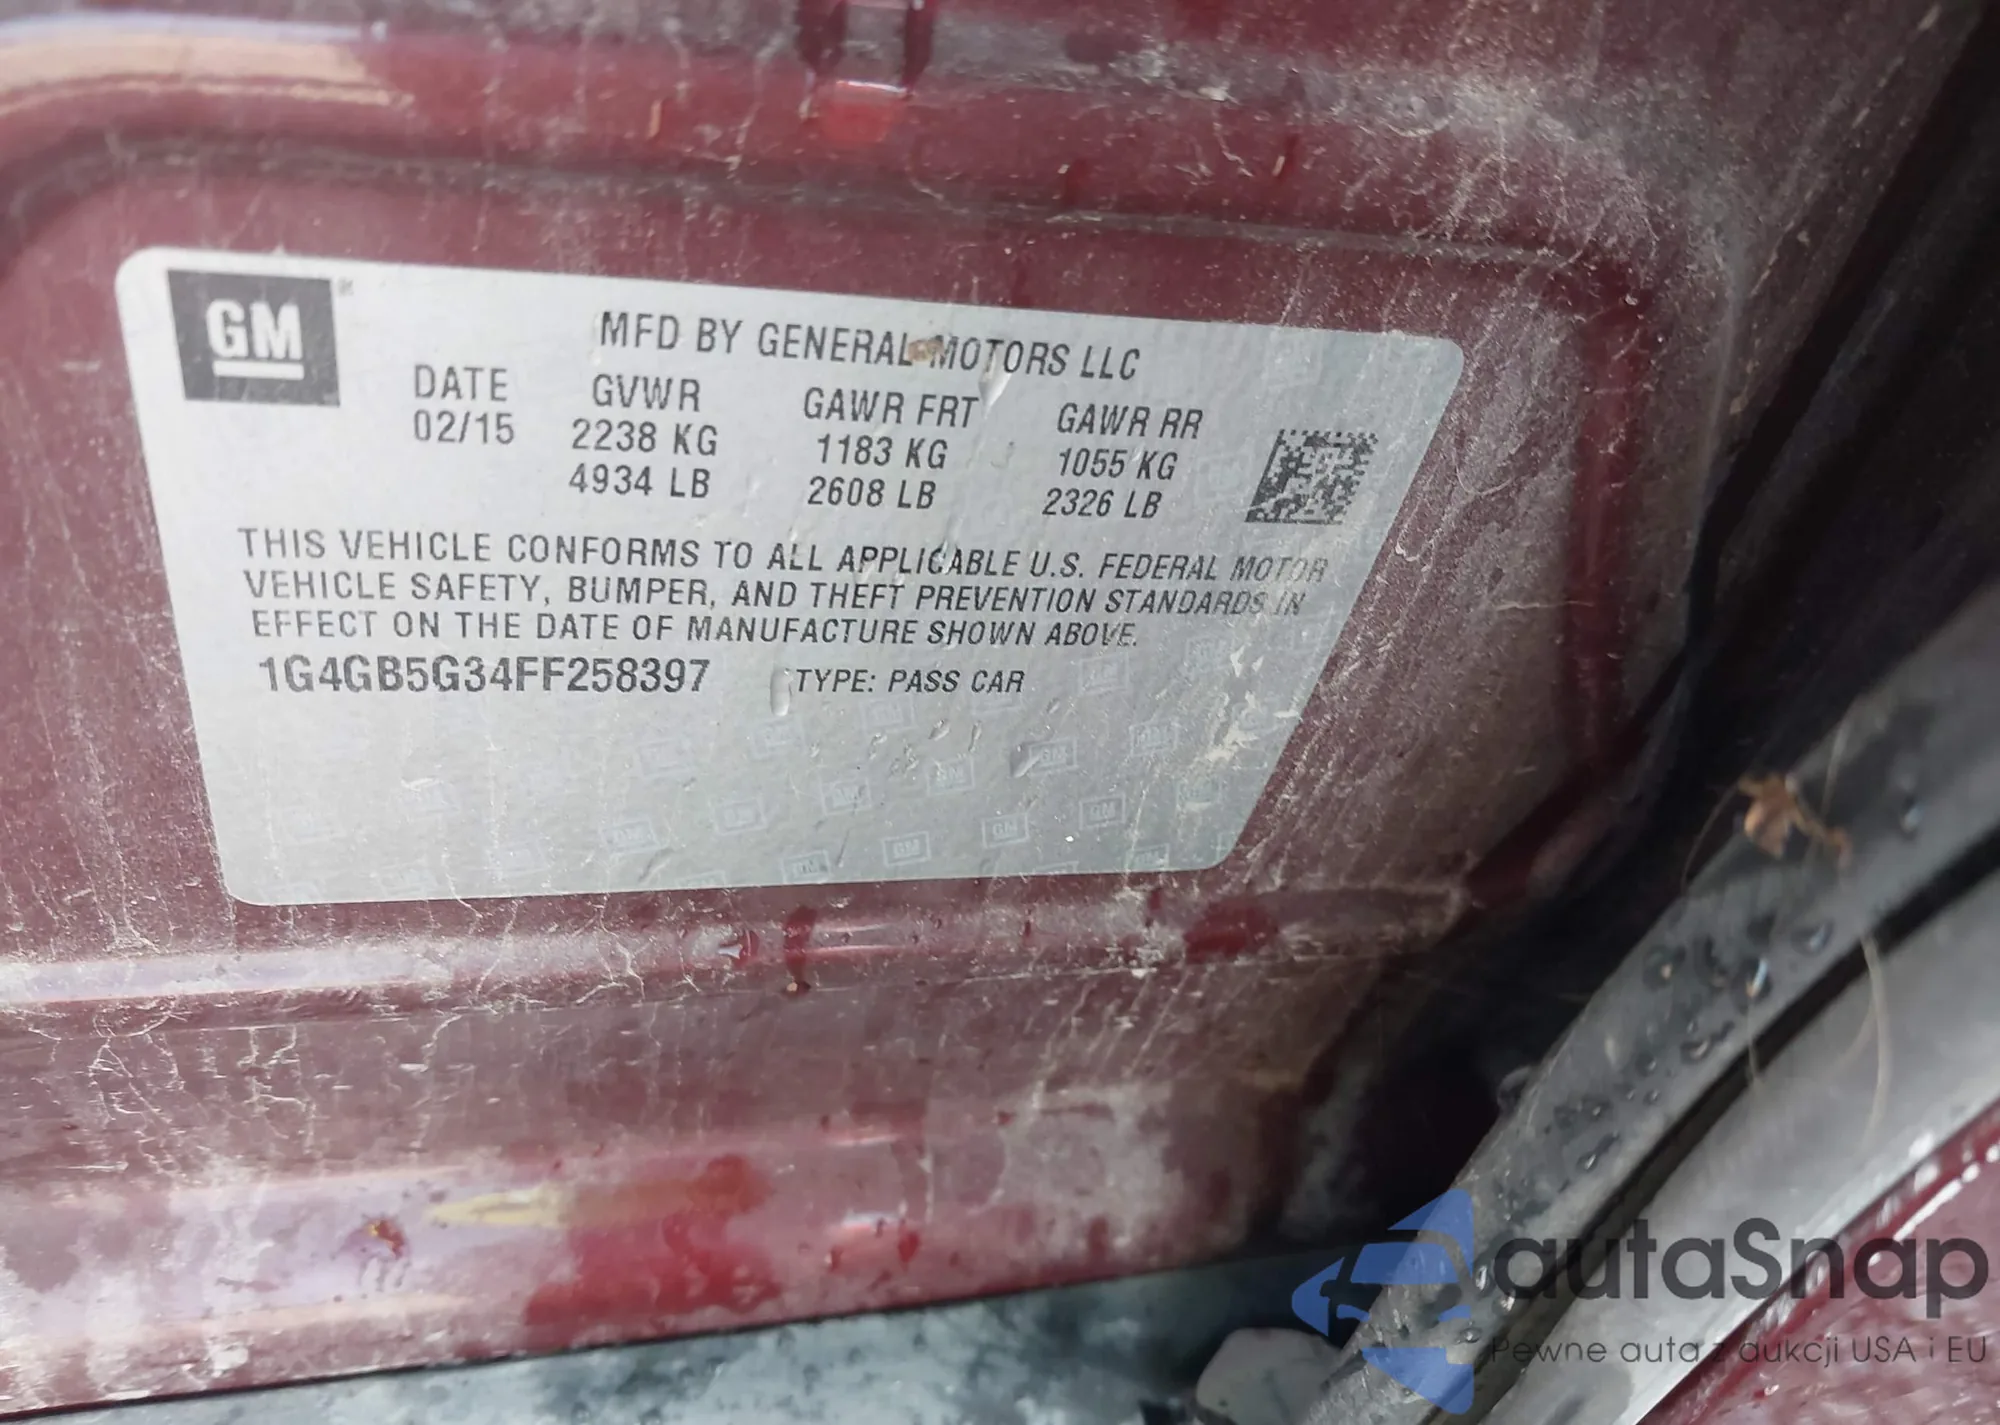 GM
MFD BY GENERAL MOTORS LLC
DATE GVWR GAWR FRT GAWR RR
02/15 2238 KG 1183 KG 1055 KG
4934 LB 2608 LB 2326 LB
THIS VEHICLE CONFORMS TO ALL APPLICABLE U.S. FEDERAL MOTOR
VEHICLE SAFETY, BUMPER, AND THEFT PREVENTION STANDARDS IN
EFFECT ON THE DATE OF MANUFACTURE SHOWN ABOVE.
1G4GB5G34FF258397 TYPE: PASS CAR
autaSnap
Pewne auta z aukcji USA i EU